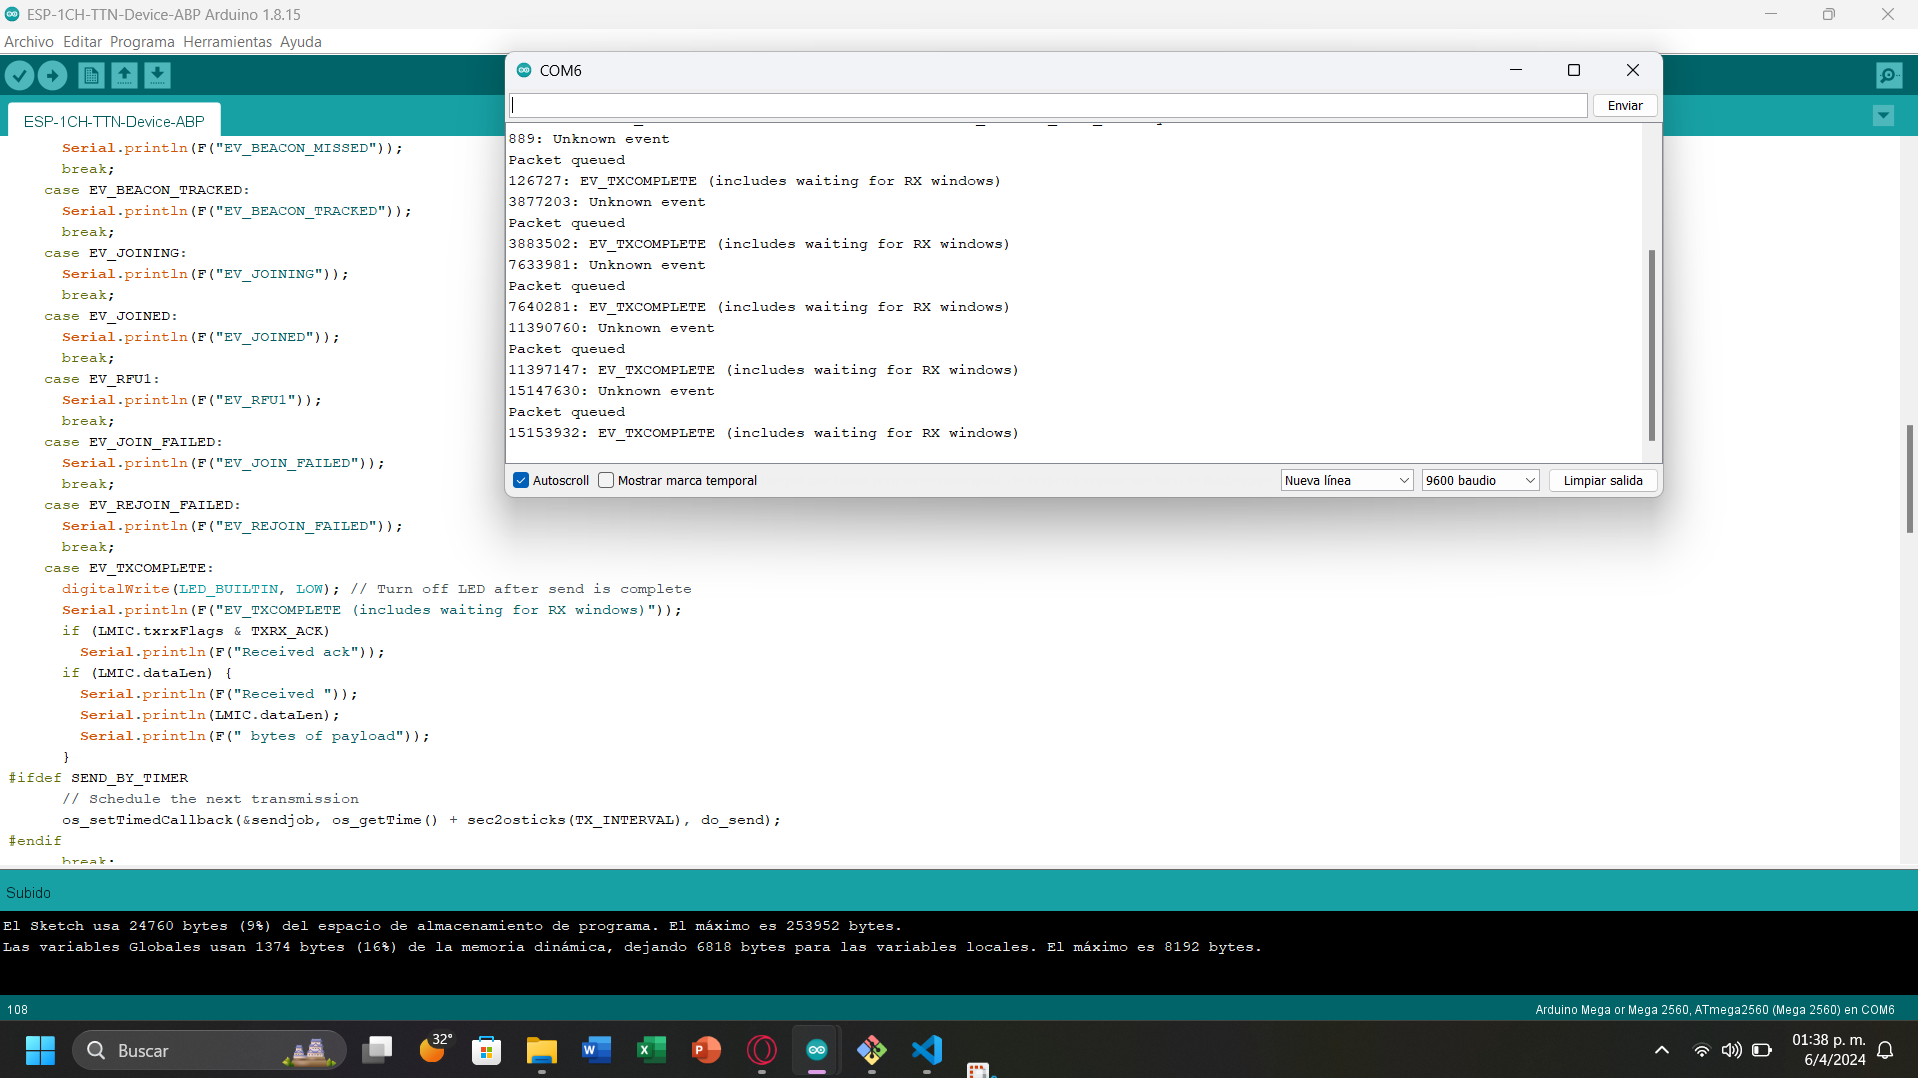 ESP-1CH-TTN-Device-ABP Arduino 1.8.15
Archivo Editar Programa Herramientas Ayuda
ESP-1CH-TTN-Device-ABP
Serial.println(F("EV_BEACON_MISSED"));
break;
case EV_BEACON_TRACKED:
Serial.println(F("EV_BEACON_TRACKED"));
break;
case EV_JOINING:
Serial.println(F("EV_JOINING"));
break;
case EV_JOINED:
Serial.println(F("EV_JOINED"));
break;
case EV_RFU1:
Serial.println(F("EV_RFU1"));
break;
case EV_JOIN_FAILED:
Serial.println(F("EV_JOIN_FAILED"));
break;
case EV_REJOIN_FAILED:
Serial.println(F("EV_REJOIN_FAILED"));
break;
case EV_TXCOMPLETE:
digitalWrite(LED_BUILTIN, LOW); // Turn off LED after send is complete
Serial.println(F("EV_TXCOMPLETE (includes waiting for RX windows)"));
if (LMIC.txrxFlags & TXRX_ACK)
Serial.println(F("Received ack"));
if (LMIC.dataLen) {
Serial.println(F("Received "));
Serial.println(LMIC.dataLen);
Serial.println(F(" bytes of payload"));
}
#ifdef SEND_BY_TIMER
// Schedule the next transmission
os_setTimedCallback(&sendjob, os_getTime() + sec2osticks(TX_INTERVAL), do_send);
#endif
break;
COM6
Enviar
889: Unknown event
Packet queued
126727: EV_TXCOMPLETE (includes waiting for RX windows)
3877203: Unknown event
Packet queued
3883502: EV_TXCOMPLETE (includes waiting for RX windows)
7633981: Unknown event
Packet queued
7640281: EV_TXCOMPLETE (includes waiting for RX windows)
11390760: Unknown event
Packet queued
11397147: EV_TXCOMPLETE (includes waiting for RX windows)
15147630: Unknown event
Packet queued
15153932: EV_TXCOMPLETE (includes waiting for RX windows)
Autoscroll Mostrar marca temporal Nueva línea 9600 baudio Limpiar salida
Subido
El Sketch usa 24760 bytes (9%) del espacio de almacenamiento de programa. El máximo es 253952 bytes.
Las variables Globales usan 1374 bytes (16%) de la memoria dinámica, dejando 6818 bytes para las variables locales. El máximo es 8192 bytes.
108 Arduino Mega or Mega 2560, ATmega2560 (Mega 2560) en COM6
Buscar 32° 01:38 p. m.
6/4/2024